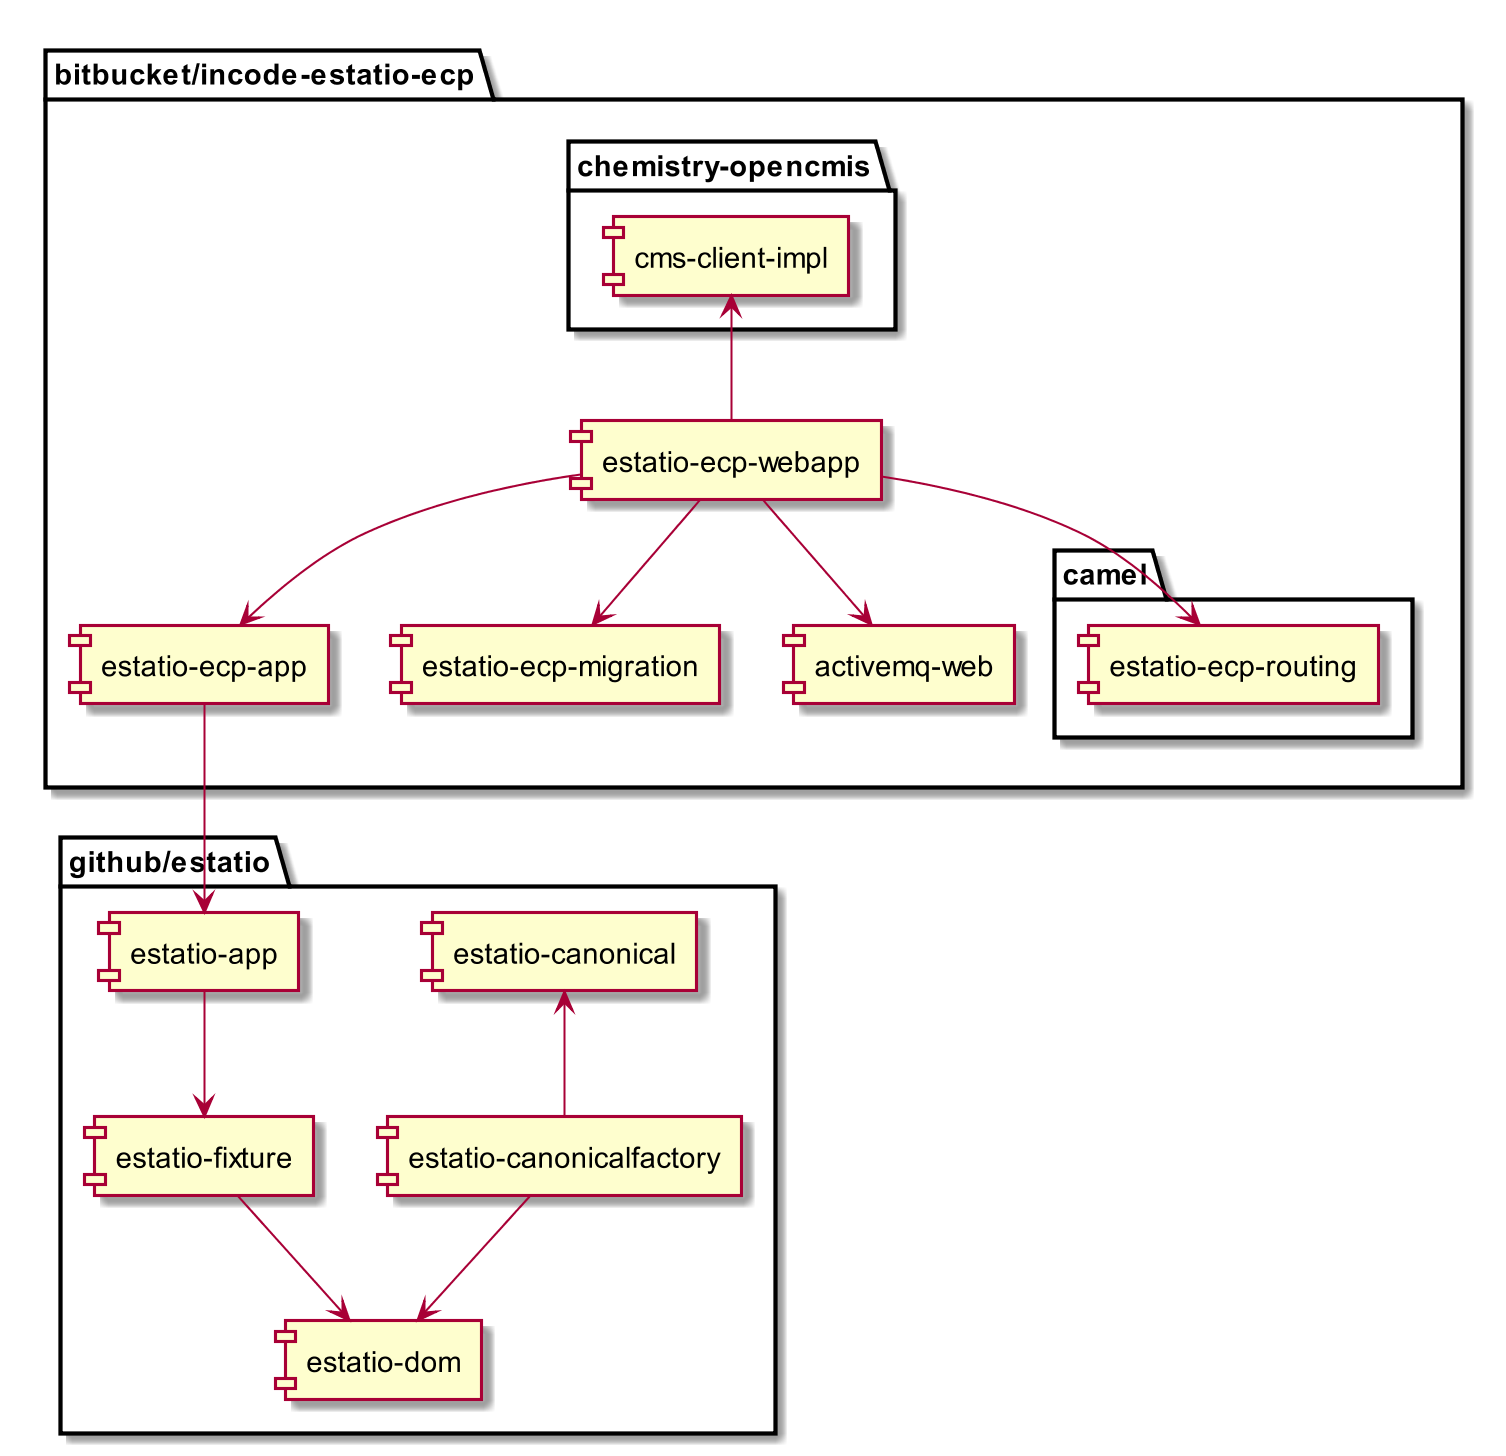 bitbucket/incode-estatio-ecp
chemistry-opencmis
cms-client-impl
estatio-ecp-webapp
camel
estatio-ecp-app
estatio-ecp-migration
activemq-web
estatio-ecp-routing
github/estatio
estatio-app
estatio-canonical
estatio-fixture
estatio-canonicalfactory
estatio-dom